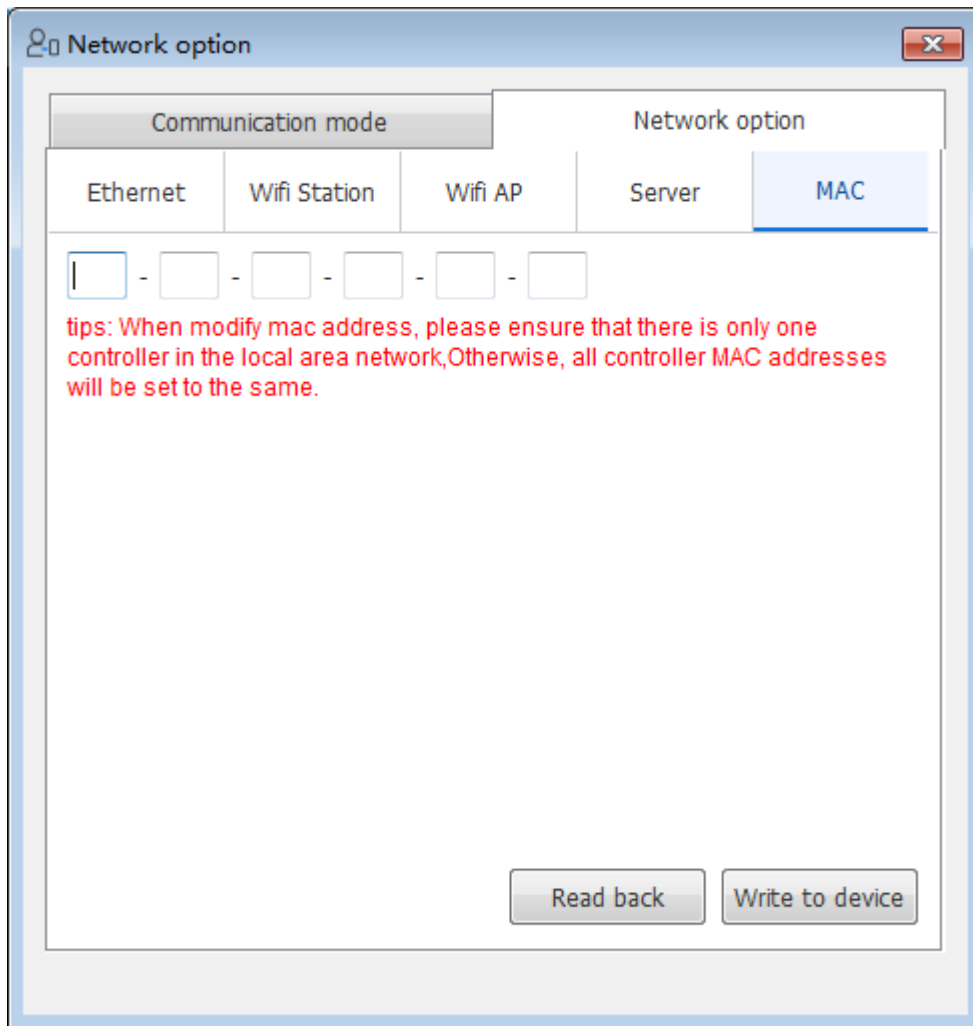 Network option
Communication mode
Network option
Ethernet
Wifi Station
Wifi AP
Server
MAC
- - - - -
tips: When modify mac address, please ensure that there is only one
controller in the local area network,Otherwise, all controller MAC addresses
will be set to the same.
Read back
Write to device